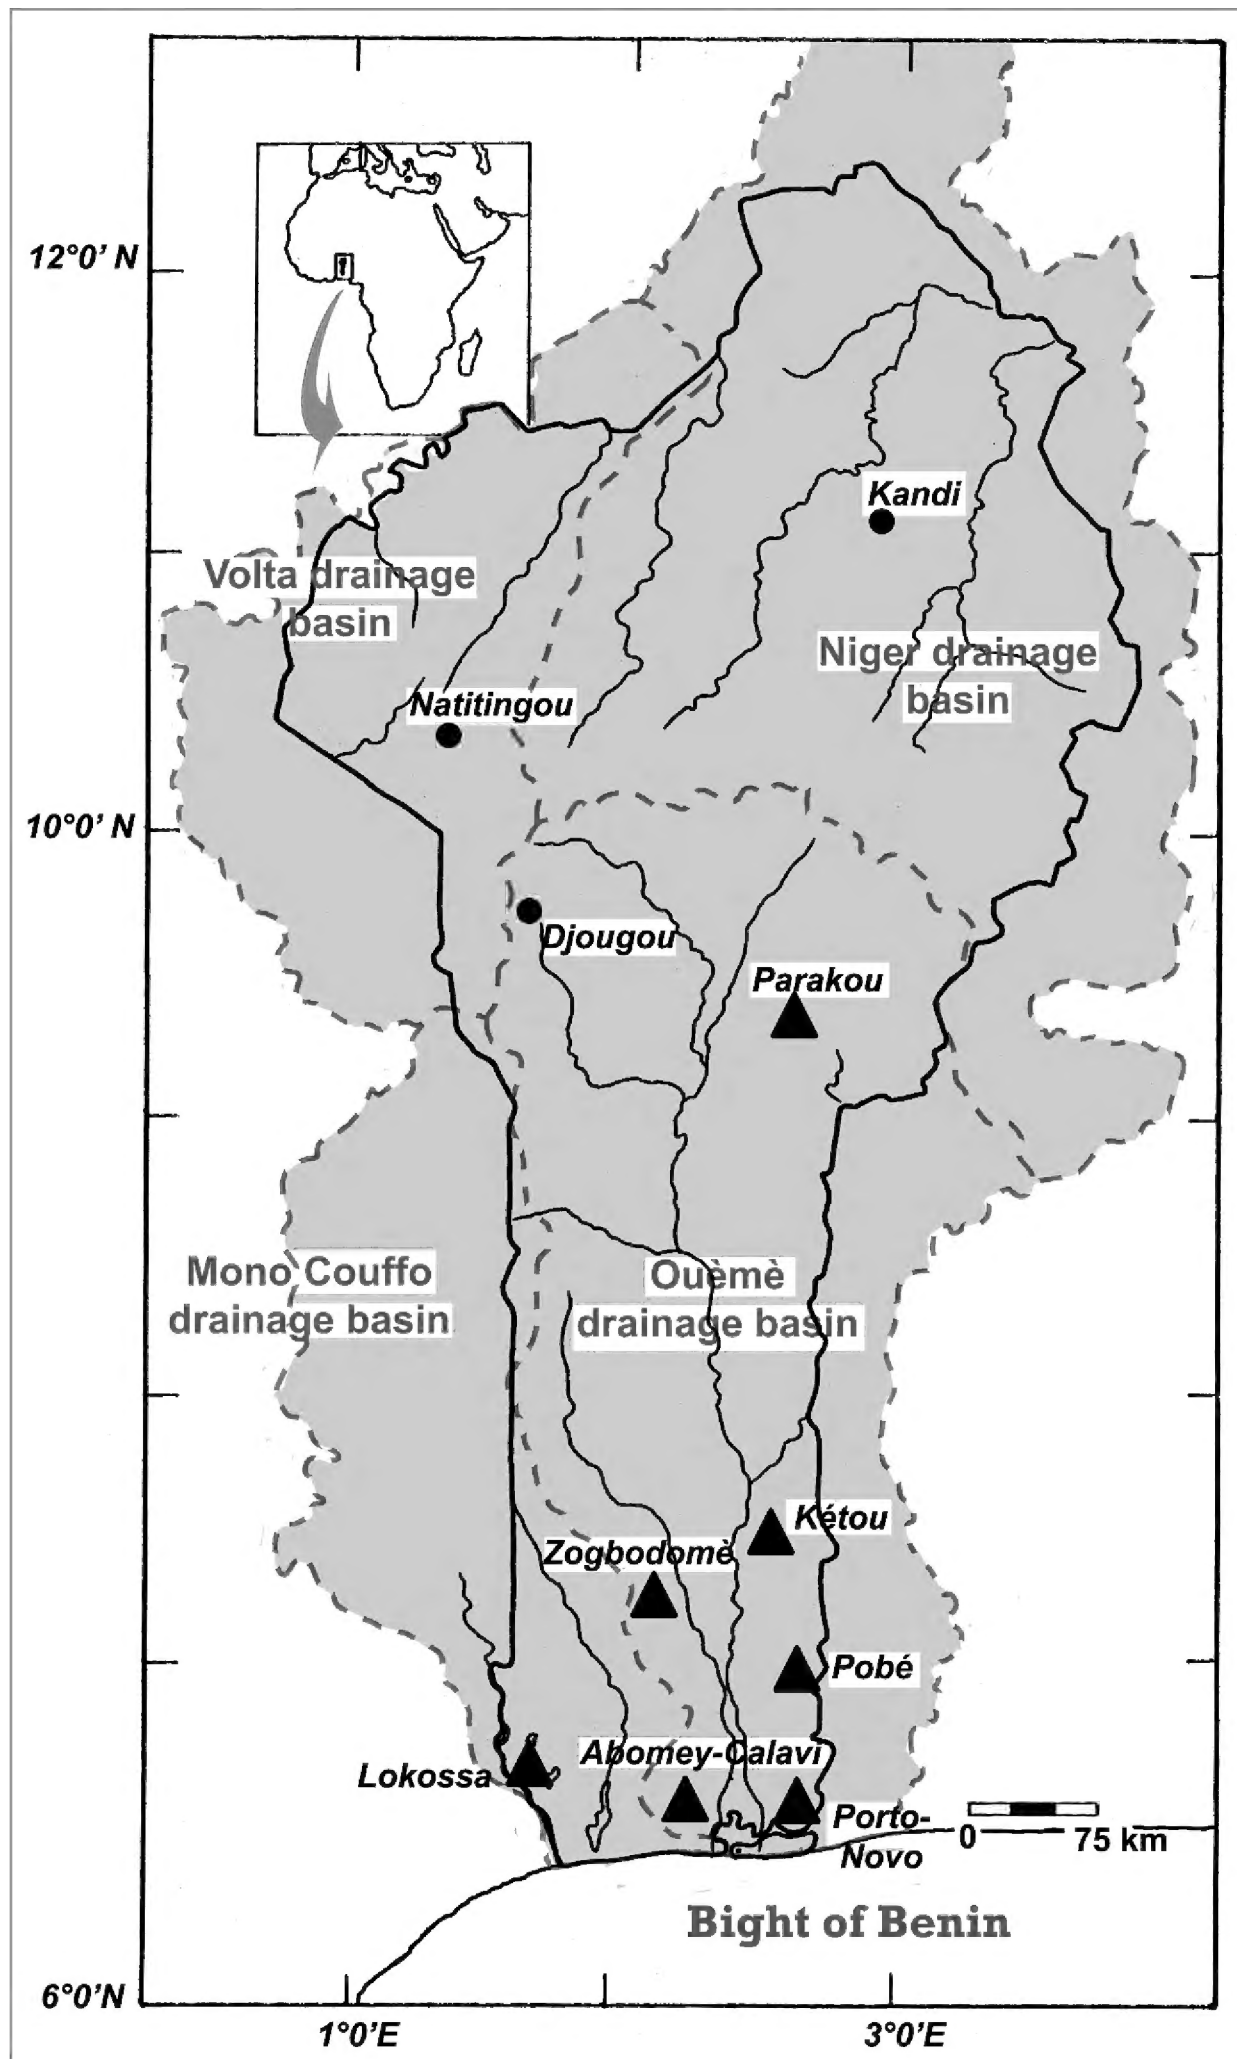 12°0' N
Kandi
Volta drainage
basin
Niger drainage
basin
Natitingou
10°0' N
Djougou
Parakou
Mono Couffo
drainage basin
Ouèmè
drainage basin
Kétou
Zogbodomè
Pobé
Abomey-Calavi
Lokossa
Porto-
Novo
0 75 km
Bight of Benin
6°0'N
1°0'E 3°0'E